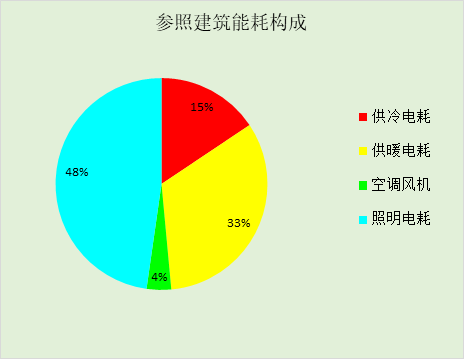 参照建筑能耗构成
15%
33%
4%
48%
供冷电耗
供暖电耗
空调风机
照明电耗